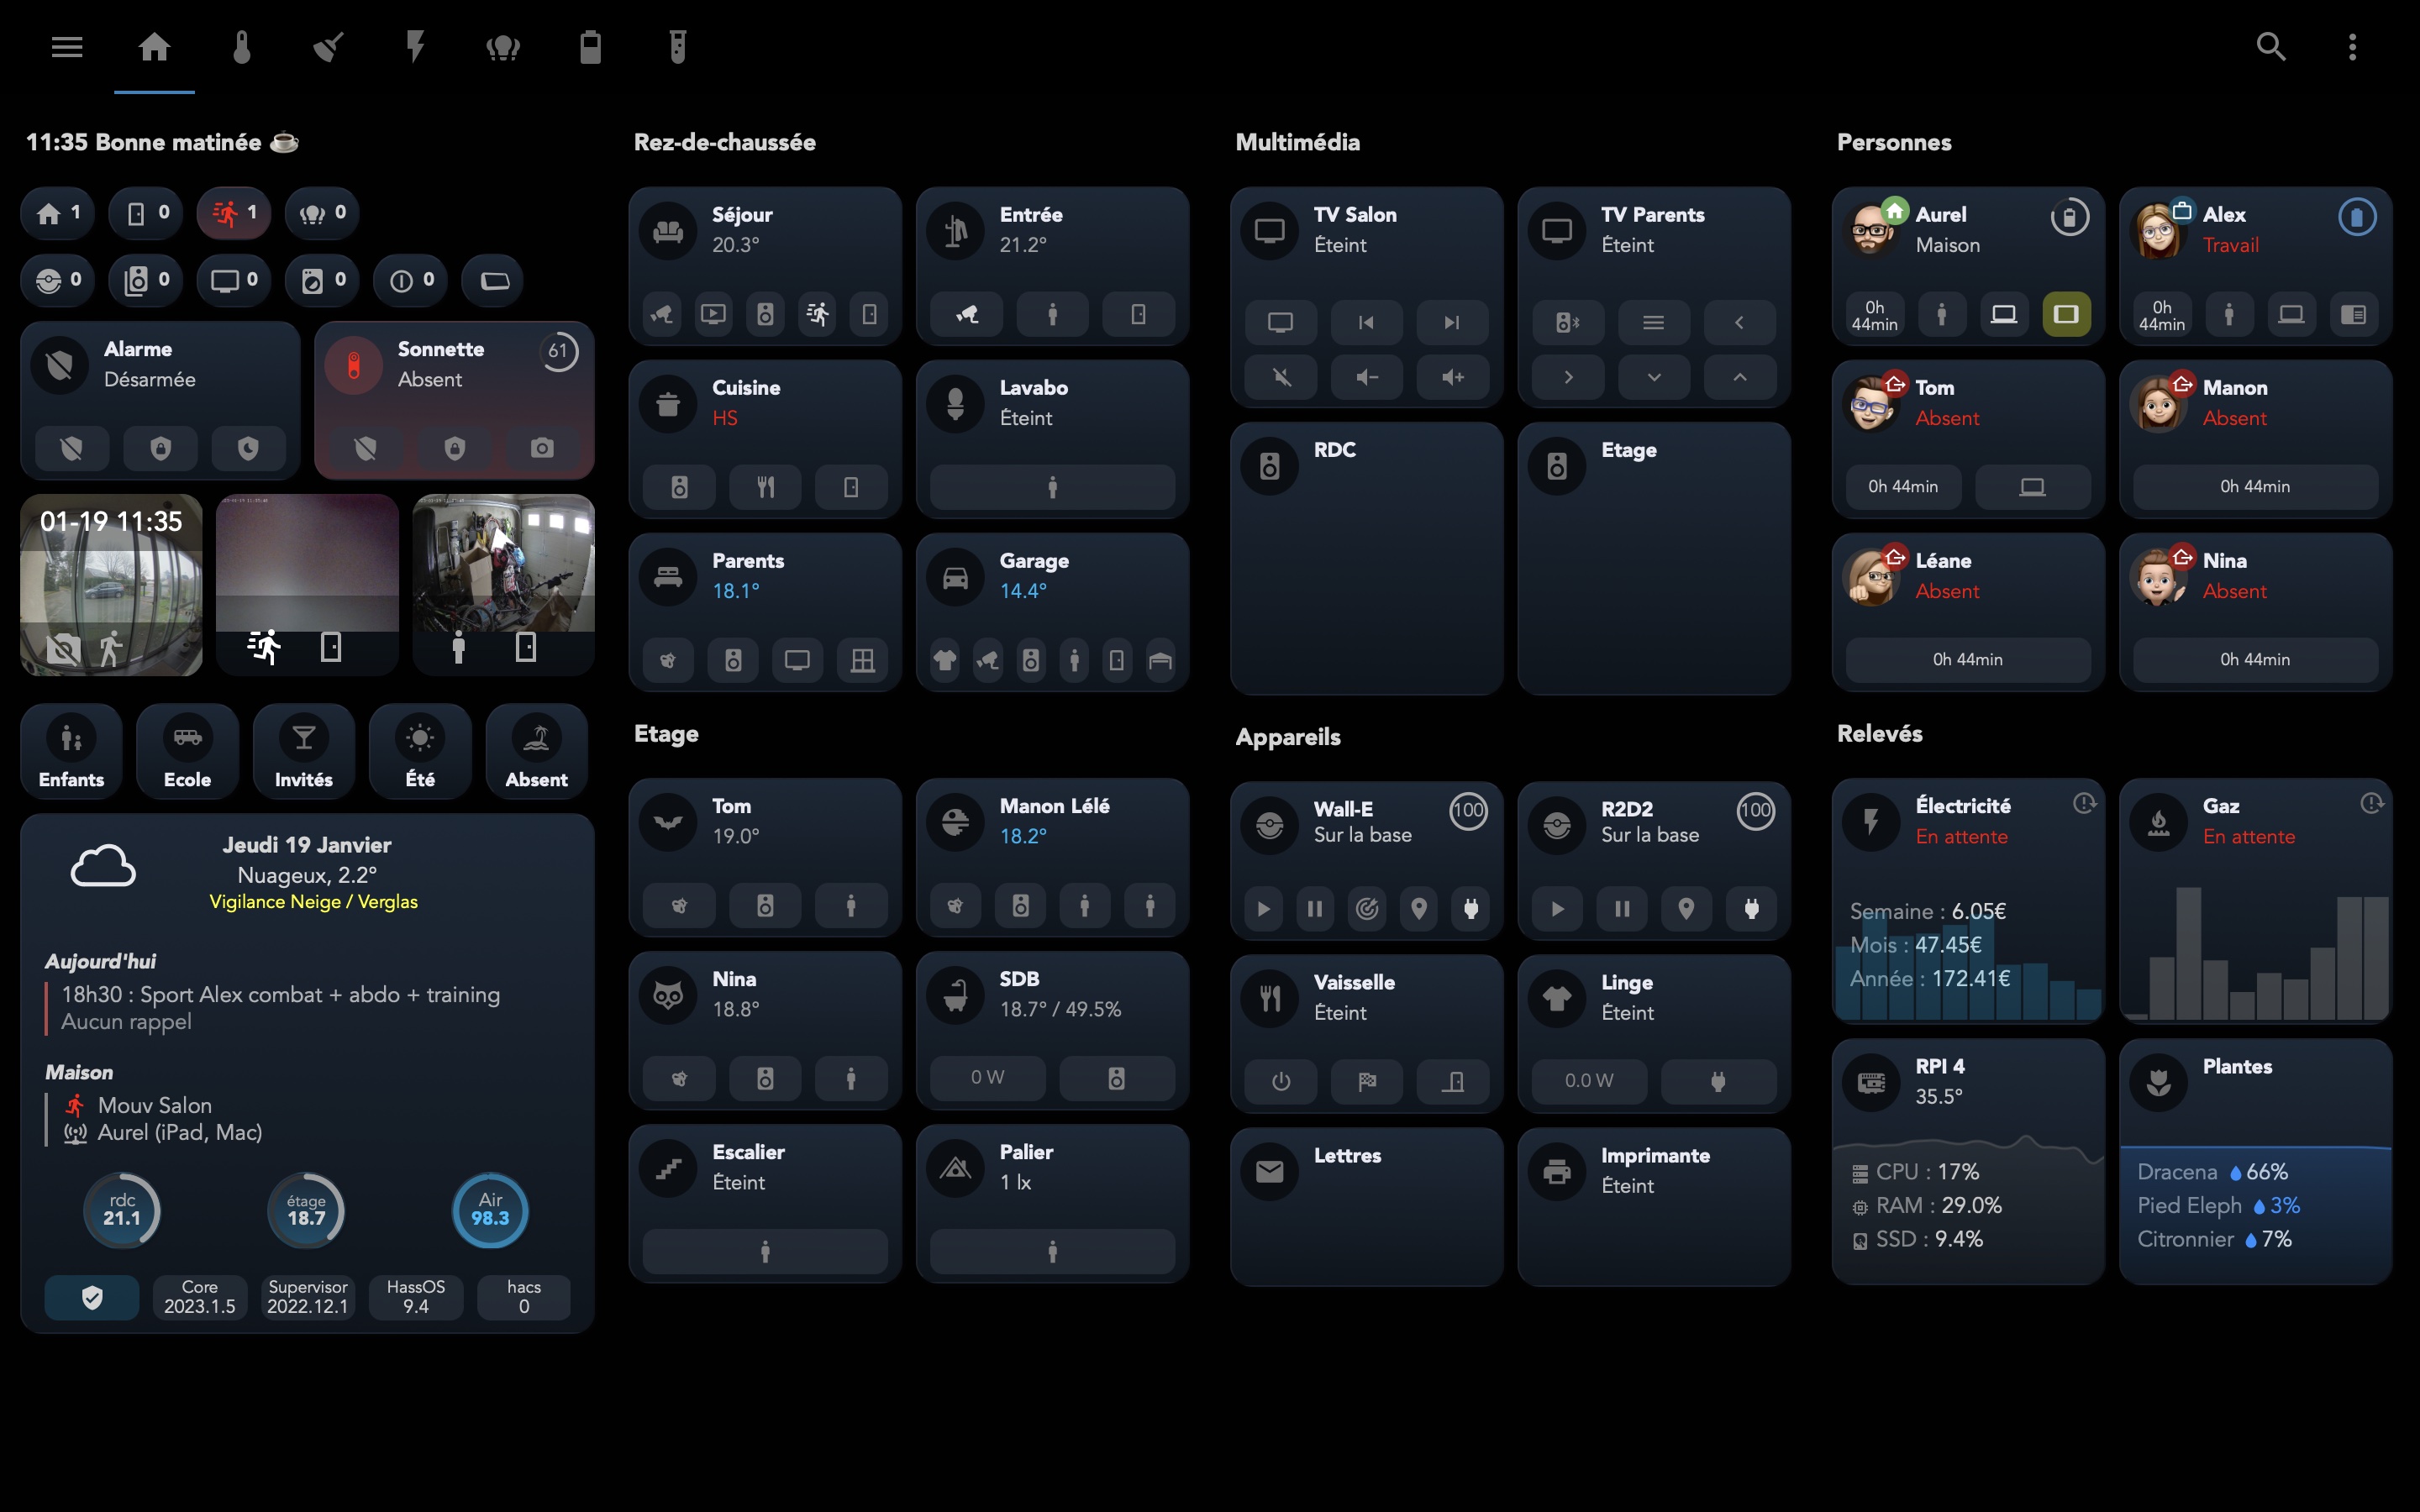 11:35 Bonne matinée
1
0
1
0
0
0
0
0
0
Alarme
Désarmée
Sonnette
Absent
61
01-19 11:35
Enfants
Ecole
Invités
Été
Absent
Jeudi 19 Janvier
Nuageux, 2.2°
Vigilance Neige / Verglas
Aujourd'hui
18h30 : Sport Alex combat + abdo + training
Aucun rappel
Maison
Mouv Salon
Aurel (iPad, Mac)
rdc
21.1
étage
18.7
Air
98.3
Core
2023.1.5
Supervisor
2022.12.1
HassOS
9.4
hacs
0
Rez-de-chaussée
Séjour
20.3°
Entrée
21.2°
Cuisine
HS
Lavabo
Éteint
Parents
18.1°
Garage
14.4°
Etage
Tom
19.0°
Manon Lélé
18.2°
Nina
18.8°
SDB
18.7° / 49.5%
0 W
Escalier
Éteint
Palier
1 lx
Multimédia
TV Salon
Éteint
TV Parents
Éteint
RDC
Etage
Appareils
Wall-E
Sur la base
100
R2D2
Sur la base
100
Vaisselle
Éteint
Linge
Éteint
0.0 W
Lettres
Imprimante
Éteint
Personnes
Aurel
Maison
0h
44min
Alex
Travail
0h
44min
Tom
Absent
0h 44min
Manon
Absent
0h 44min
Léane
Absent
0h 44min
Nina
Absent
0h 44min
Relevés
Électricité
En attente
Semaine : 6.05€
Mois : 47.45€
Année : 172.41€
Gaz
En attente
RPI 4
35.5°
CPU : 17%
RAM : 29.0%
SSD : 9.4%
Plantes
Dracena 66%
Pied Eleph 3%
Citronnier 7%